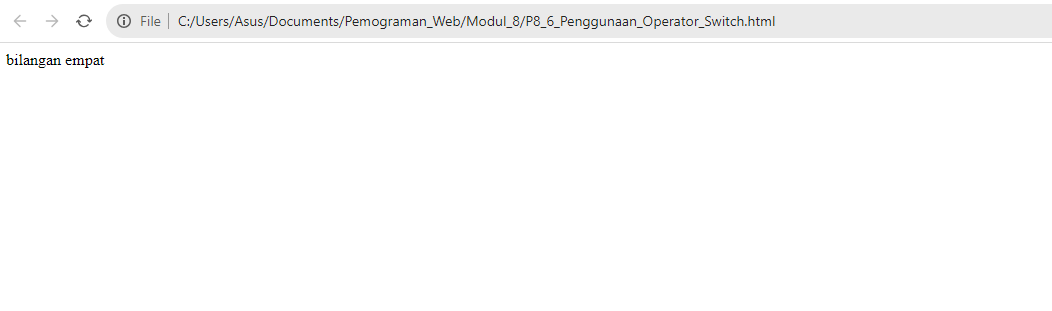 File C:/Users/Asus/Documents/Pemograman_Web/Modul_8/P8_6_Penggunaan_Operator_Switch.html
bilangan empat